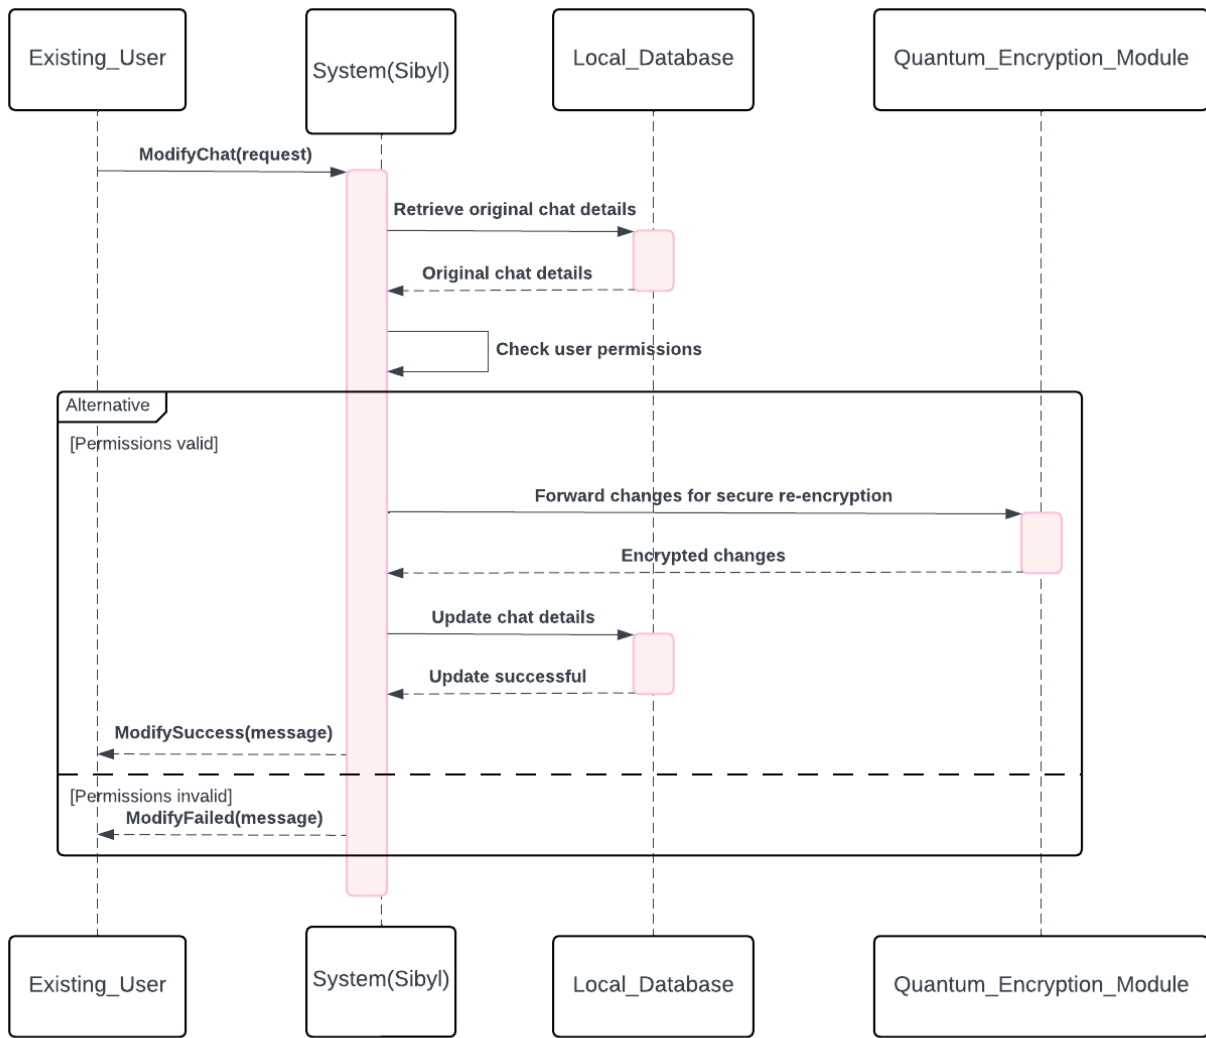 Existing_User
System(Sibyl)
Local_Database
Quantum_Encryption_Module
ModifyChat(request)
Retrieve original chat details
Original chat details
Check user permissions
Alternative
[Permissions valid]
Forward changes for secure re-encryption
Encrypted changes
Update chat details
Update successful
ModifySuccess(message)
[Permissions invalid]
ModifyFailed(message)
Existing_User
System(Sibyl)
Local_Database
Quantum_Encryption_Module